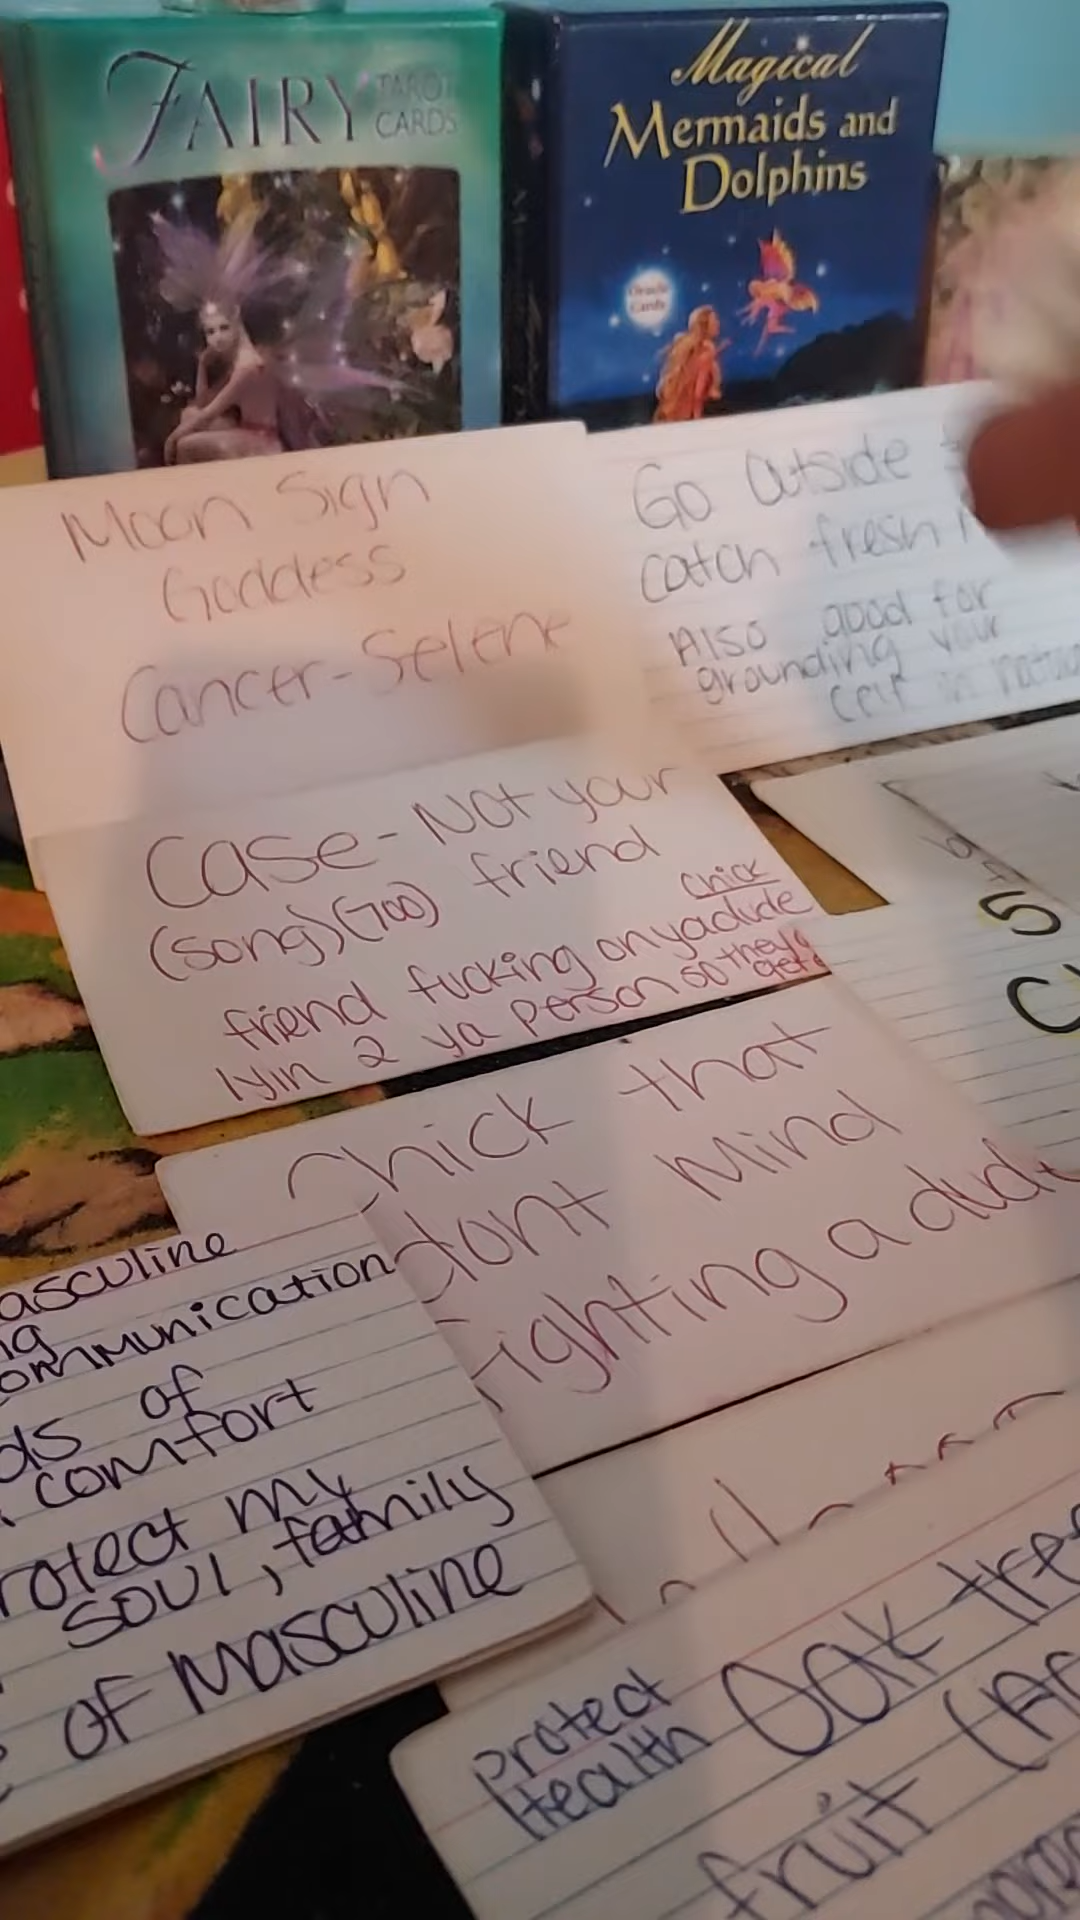 FAIRY TAROT CARDS
Magical
Mermaids and
Dolphins
Oracle
Cards
Moon Sign
Goddess
Cancer-Selene
Go Outside
catch fresh
Also good for
grounding your
in
Case-Not your
(song) (700) friend
chick
friend fucking on ya dude
lyin 2 ya person so they
get
chick that
dont mind
fighting a dude
5
asculine
ommunication
of
comfort
rotect my
soul, family
of masculine
protect
Health
Oak tree
fruit